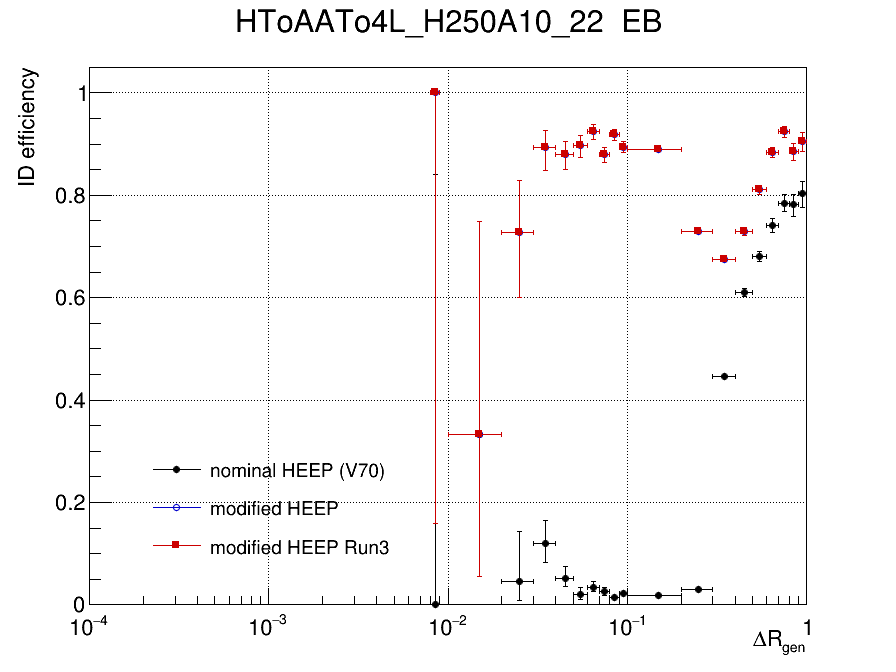 HToAATo4L_H250A10_22 EB
ID efficiency
1
0.8
0.6
0.4
0.2
0
nominal HEEP (V70)
modified HEEP
modified HEEP Run3
10⁻⁴
10⁻³
10⁻²
10⁻¹
1
ΔR_gen